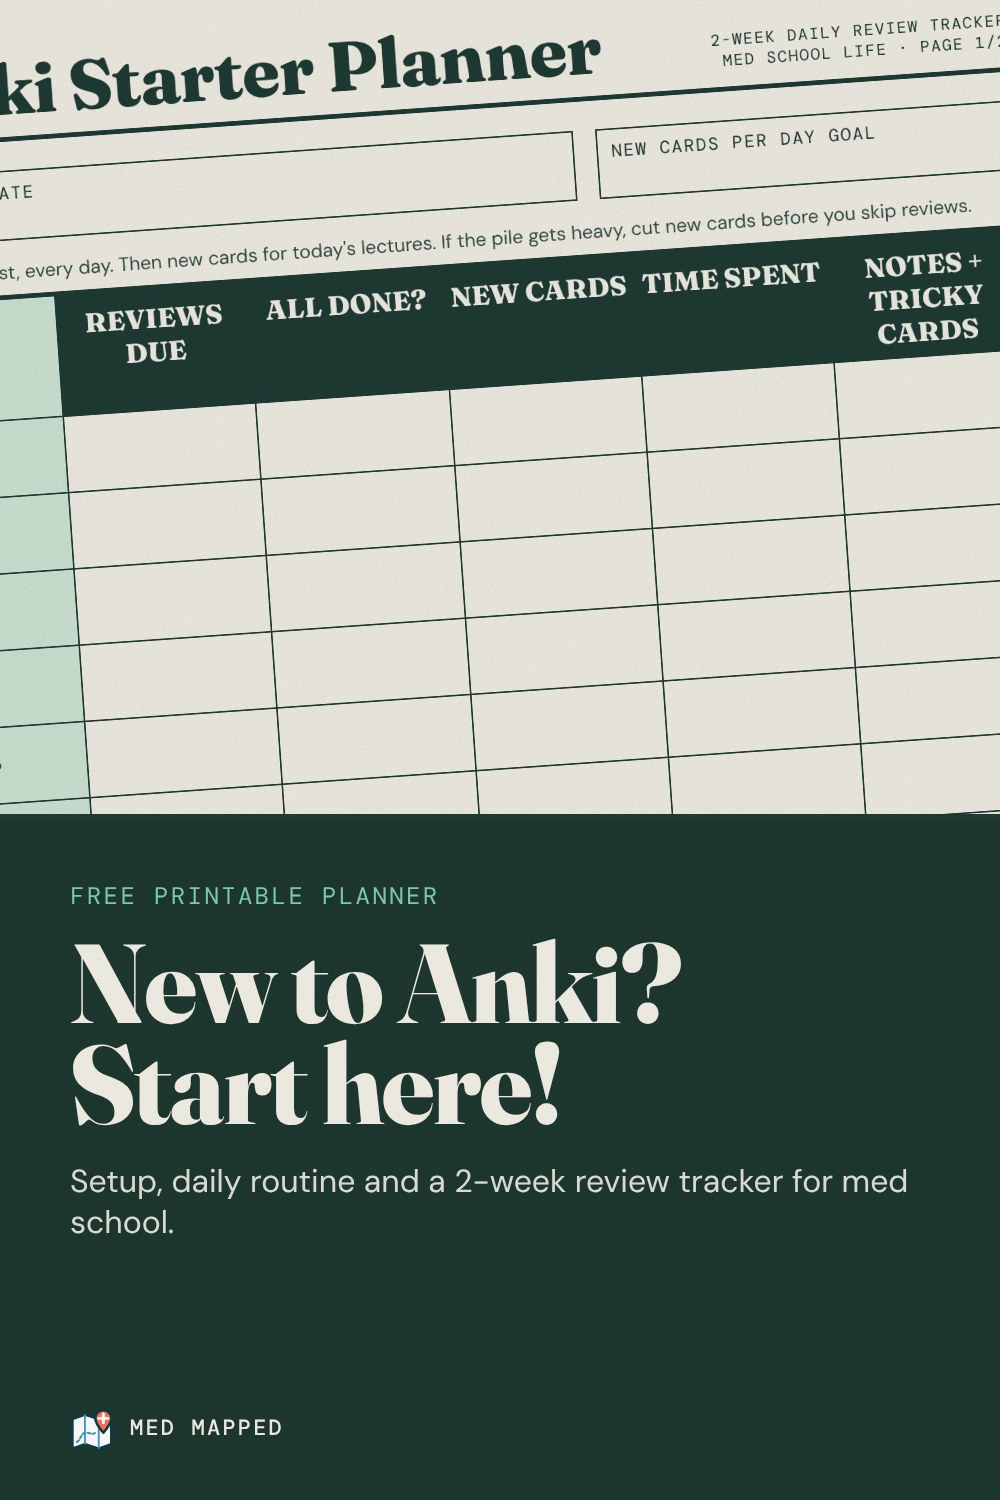 ki Starter Planner
2-WEEK DAILY REVIEW TRACKER
MED SCHOOL LIFE · PAGE 1/2
ATE
NEW CARDS PER DAY GOAL
st, every day. Then new cards for today's lectures. If the pile gets heavy, cut new cards before you skip reviews.
REVIEWS DUE
ALL DONE?
NEW CARDS
TIME SPENT
NOTES + TRICKY CARDS
FREE PRINTABLE PLANNER
New to Anki?
Start here!
Setup, daily routine and a 2-week review tracker for med
school.
MED MAPPED